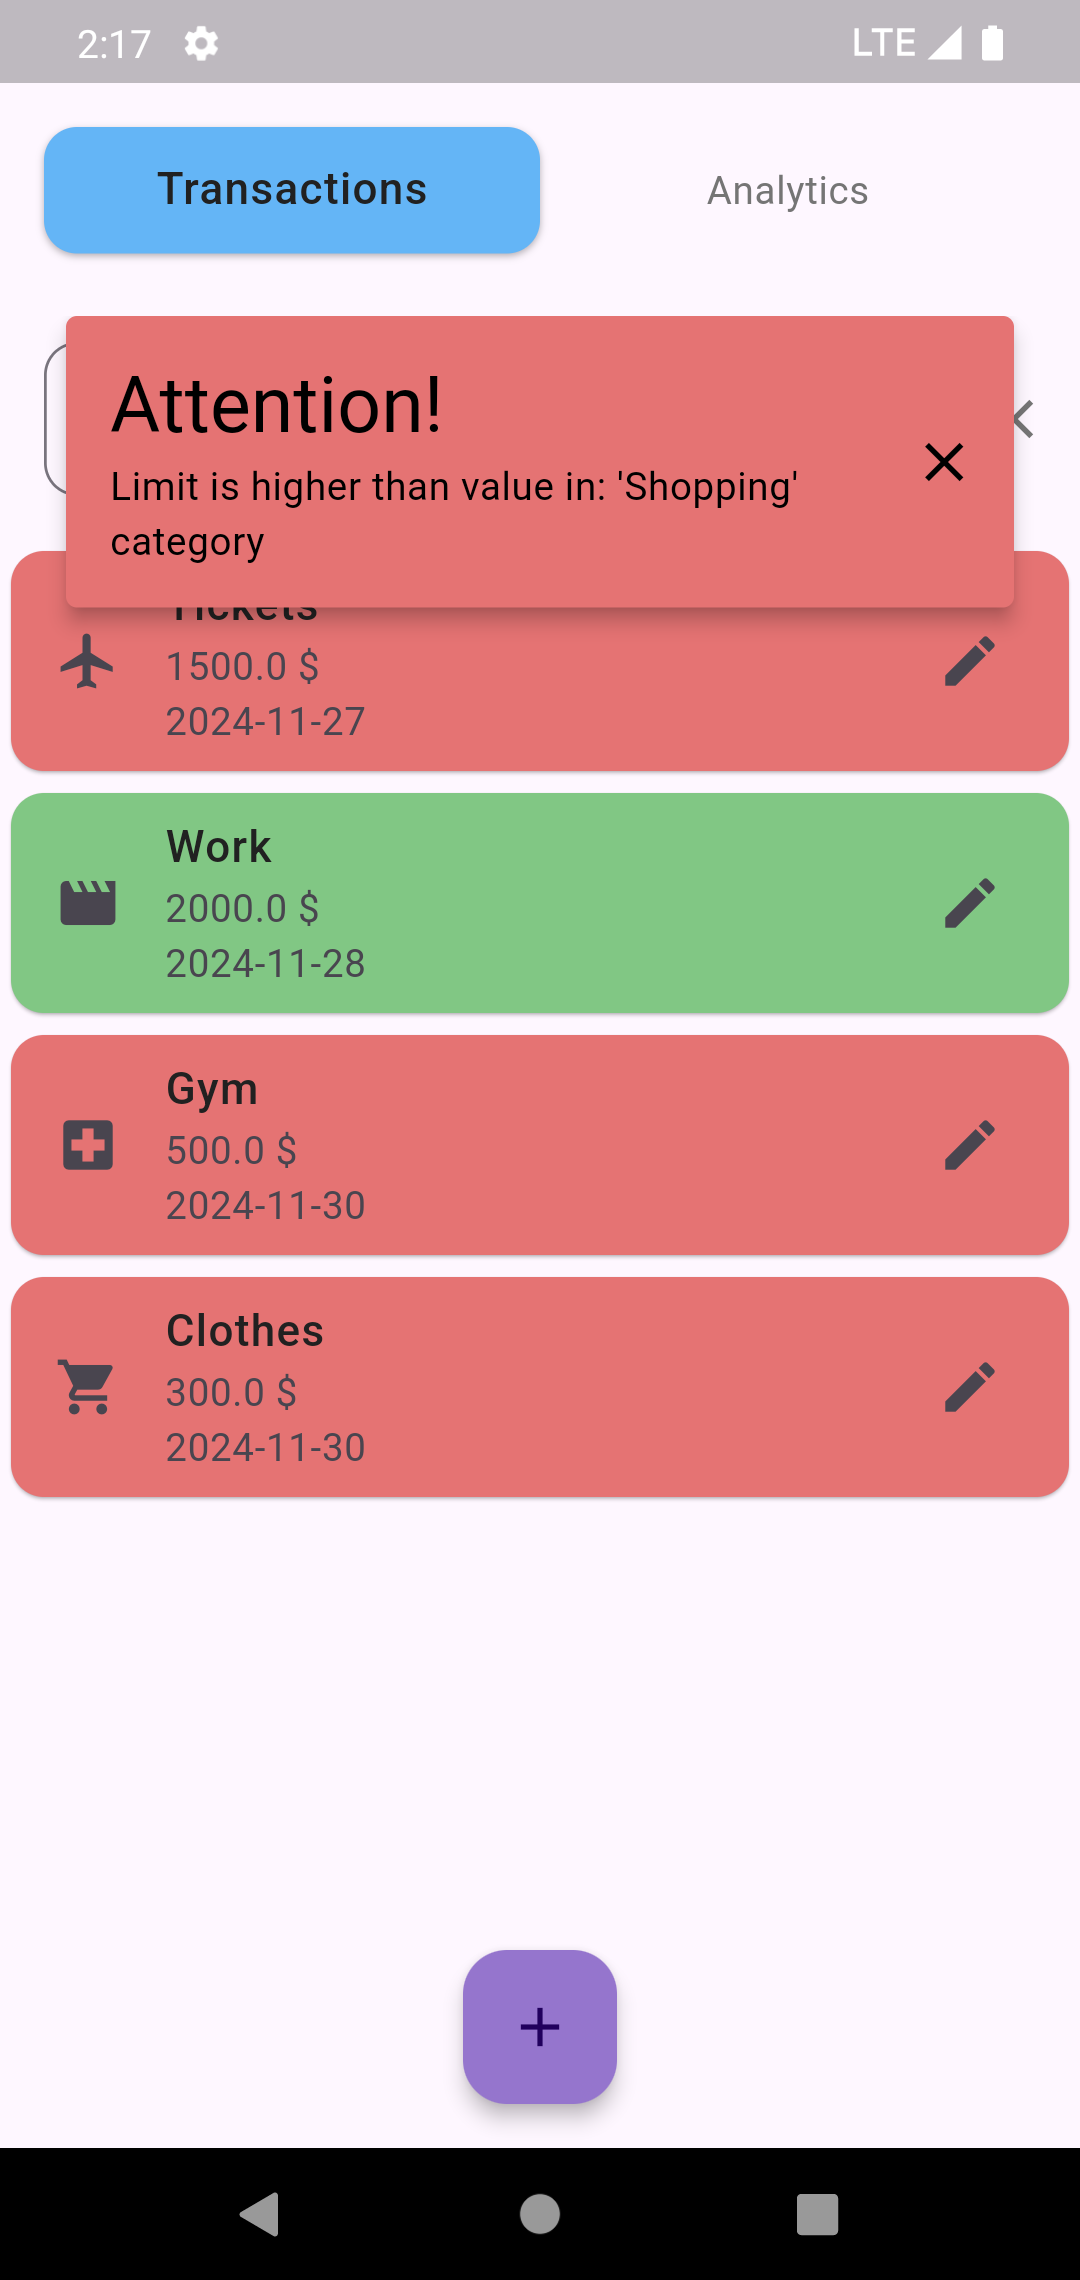 2:17 LTE
Transactions
Analytics
Attention!
Limit is higher than value in: 'Shopping'
category
Tickets
1500.0 $
2024-11-27
Work
2000.0 $
2024-11-28
Gym
500.0 $
2024-11-30
Clothes
300.0 $
2024-11-30